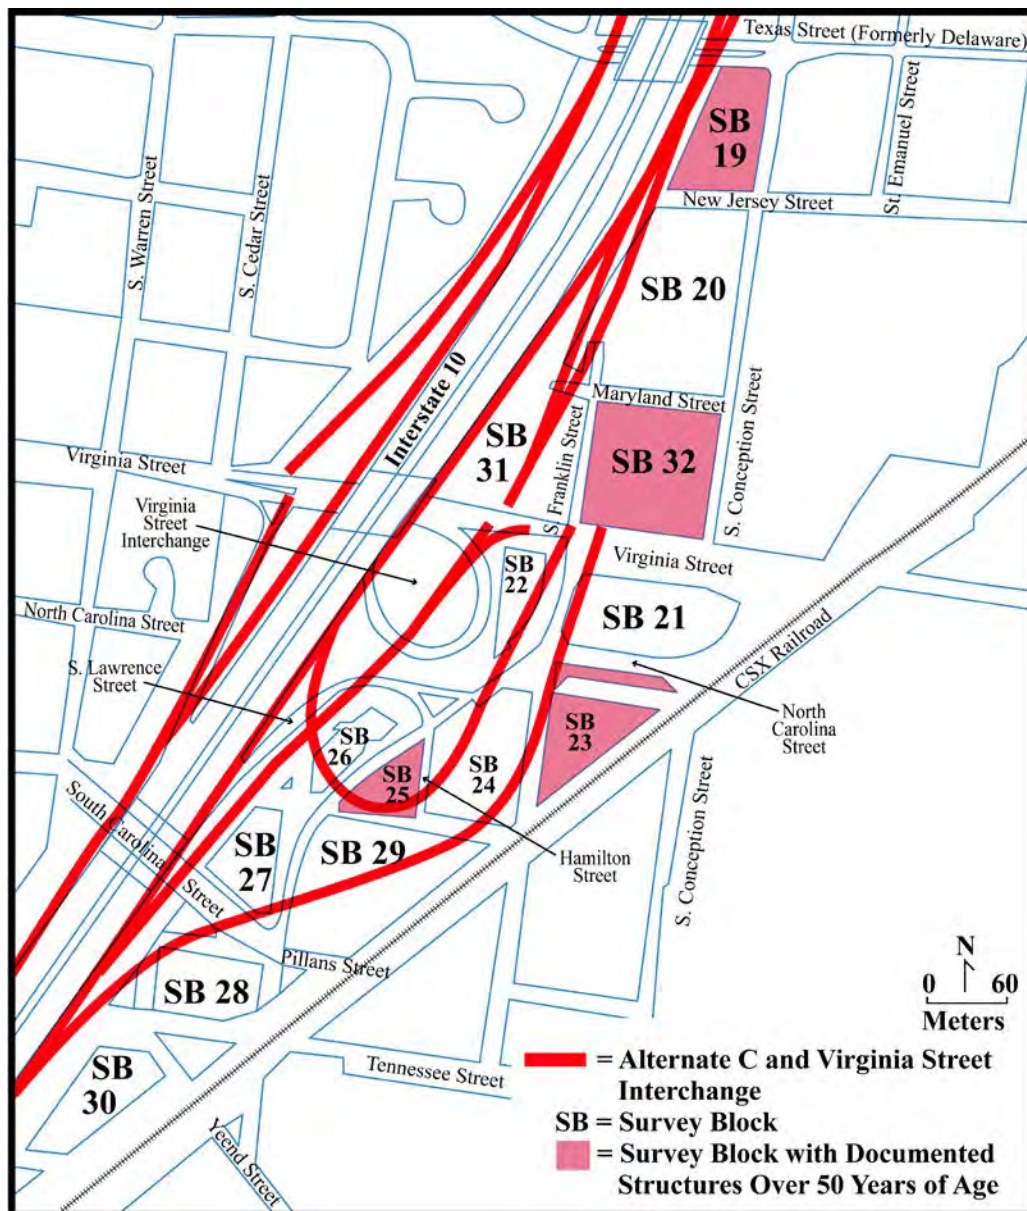 Texas Street (Formerly Delaware)
SB
19
St. Emanuel Street
New Jersey Street
S. Warren Street
S. Cedar Street
SB 20
Interstate 10
Maryland Street
S. Conception Street
SB
31
S. Franklin Street
SB 32
Virginia Street
Virginia
Street
Interchange
Virginia Street
SB
22
SB 21
CSX Railroad
North Carolina Street
S. Lawrence
Street
North
Carolina
Street
SB
23
SB
26
SB
25
SB
24
South Carolina
Street
SB
27
SB 29
Hamilton
Street
S. Conception Street
Pillans Street
SB 28
N
0 60
Meters
SB
30
Tennessee Street
Yeend Street
= Alternate C and Virginia Street
Interchange
SB = Survey Block
= Survey Block with Documented
Structures Over 50 Years of Age